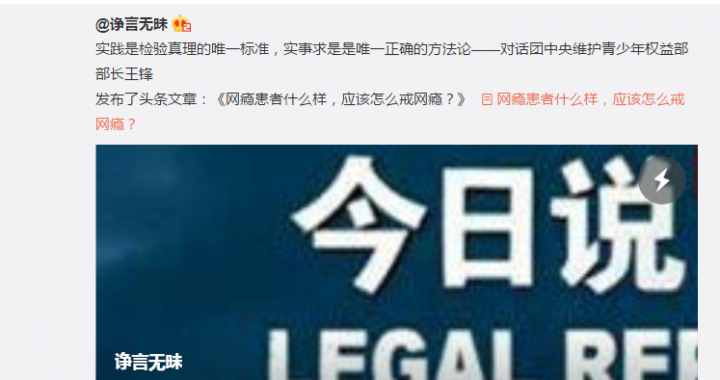 @诤言无昧
实践是检验真理的唯一标准，实事求是是唯一正确的方法论——对话团中央维护青少年权益部
部长王锋
发布了头条文章：《网瘾患者什么样，应该怎么戒网瘾？》 网瘾患者什么样，应该怎么戒
网瘾？
今日说
LEGAL REP
诤言无昧